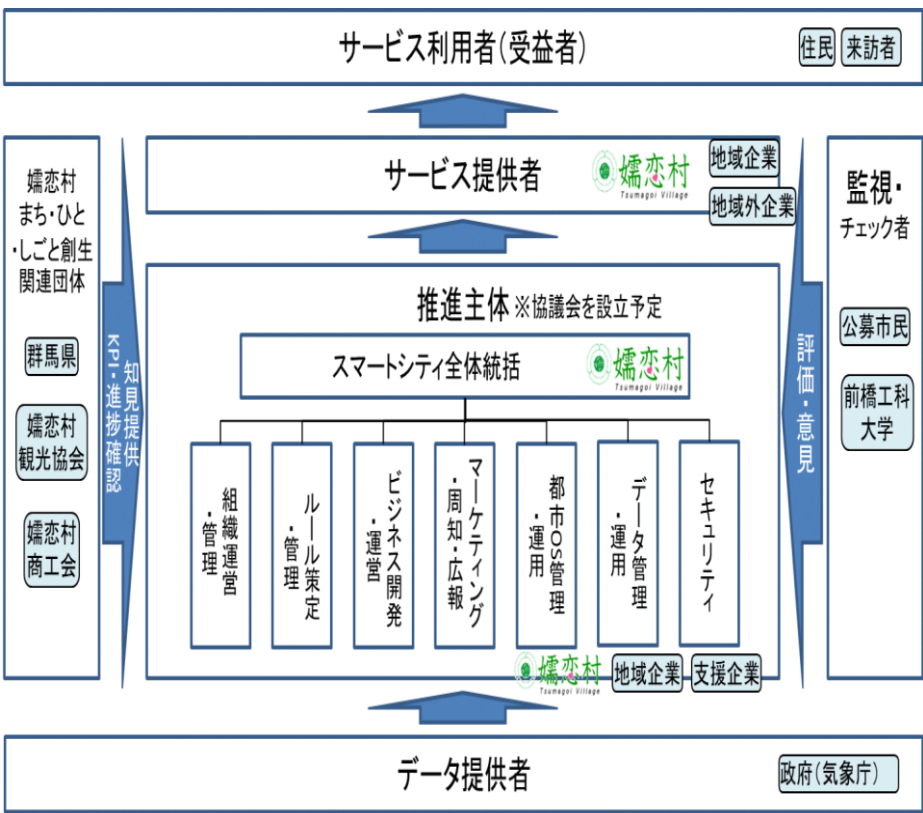 サービス利用者(受益者)
住民
来訪者
サービス提供者
嬬恋村
Tsumagoi Village
地域企業
地域外企業
嬬恋村
まち・ひと
・しごと創生
関連団体
群馬県
嬬恋村
観光協会
嬬恋村
商工会
知見提供
KPI・進捗確認
推進主体 ※協議会を設立予定
スマートシティ全体統括
嬬恋村
Tsumagoi Village
組織運営
・管理
ルール策定
・管理
ビジネス開発
・運営
マーケティング
・周知・広報
都市OS管理
・運用
データ管理
・運用
セキュリティ
嬬恋村
Tsumagoi Village
地域企業
支援企業
評価・意見
監視・
チェック者
公募市民
前橋工科
大学
データ提供者
政府(気象庁)